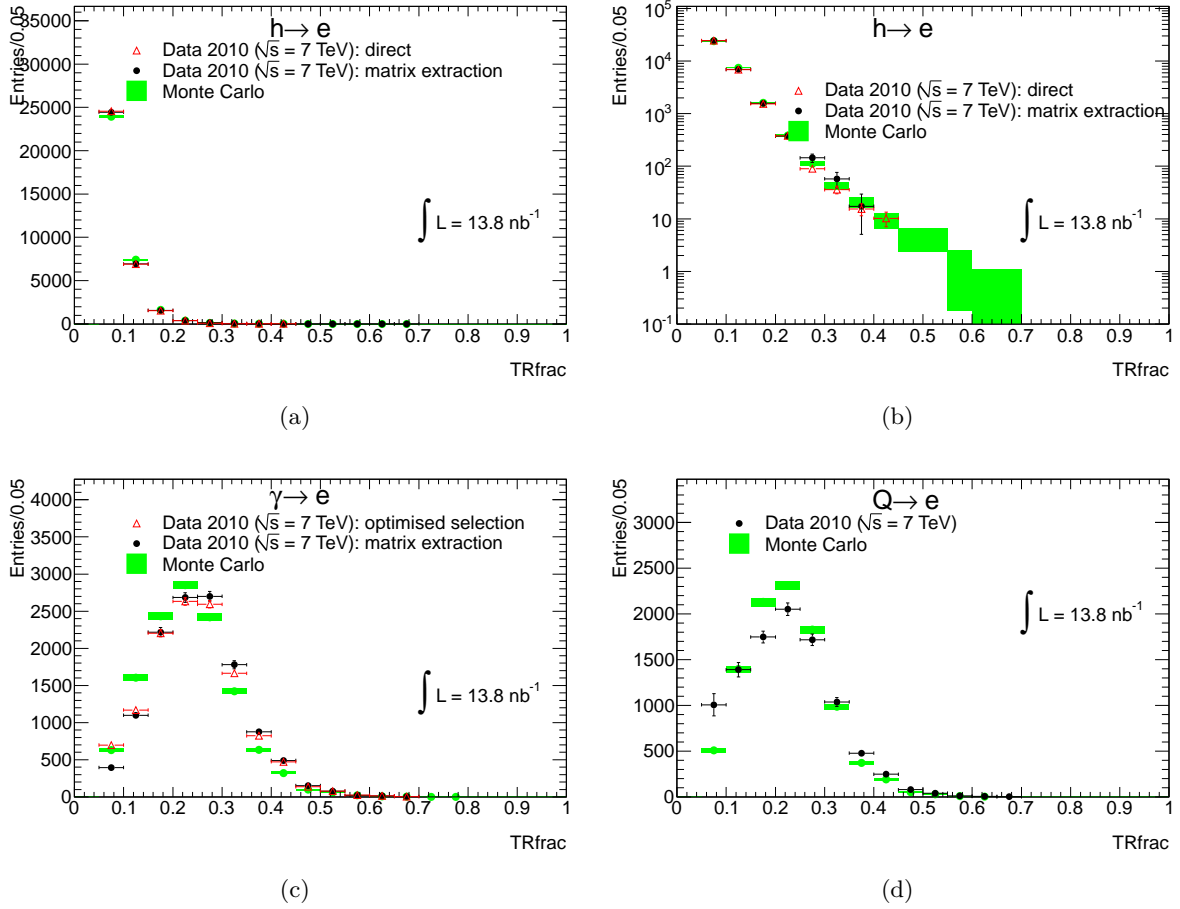 h→ e
Entries/0.05
Data 2010 (√s = 7 TeV): direct
Data 2010 (√s = 7 TeV): matrix extraction
Monte Carlo
∫ L = 13.8 nb⁻¹
35000
30000
25000
20000
15000
10000
5000
0
0 0.1 0.2 0.3 0.4 0.5 0.6 0.7 0.8 0.9 1
TRfrac
(a)
h→ e
Entries/0.05
Data 2010 (√s = 7 TeV): direct
Data 2010 (√s = 7 TeV): matrix extraction
Monte Carlo
∫ L = 13.8 nb⁻¹
10⁵
10⁴
10³
10²
10
1
10⁻¹
0 0.1 0.2 0.3 0.4 0.5 0.6 0.7 0.8 0.9 1
TRfrac
(b)
γ→ e
Entries/0.05
Data 2010 (√s = 7 TeV): optimised selection
Data 2010 (√s = 7 TeV): matrix extraction
Monte Carlo
∫ L = 13.8 nb⁻¹
4000
3500
3000
2500
2000
1500
1000
500
0
0 0.1 0.2 0.3 0.4 0.5 0.6 0.7 0.8 0.9 1
TRfrac
(c)
Q→ e
Entries/0.05
Data 2010 (√s = 7 TeV)
Monte Carlo
∫ L = 13.8 nb⁻¹
3000
2500
2000
1500
1000
500
0
0 0.1 0.2 0.3 0.4 0.5 0.6 0.7 0.8 0.9 1
TRfrac
(d)